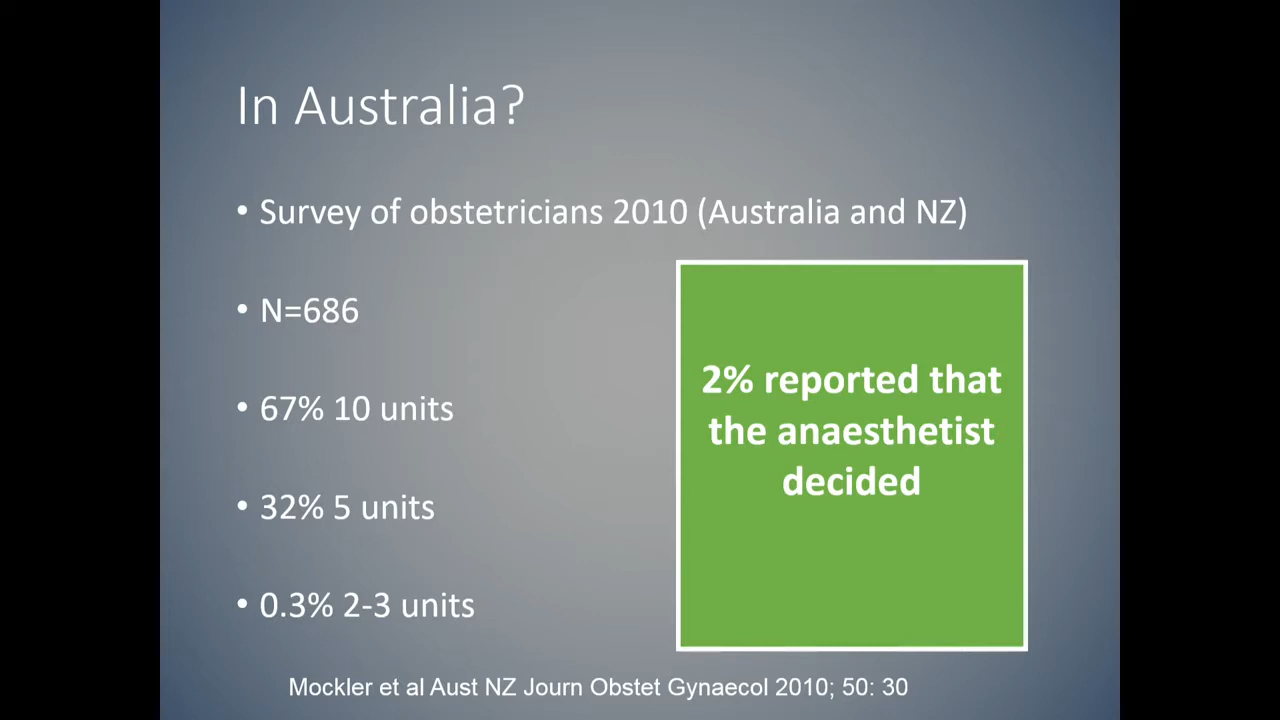 In Australia?
• Survey of obstetricians 2010 (Australia and NZ)
• N=686
• 67% 10 units
• 32% 5 units
• 0.3% 2-3 units
2% reported that
the anaesthetist
decided
Mockler et al Aust NZ Journ Obstet Gynaecol 2010; 50: 30